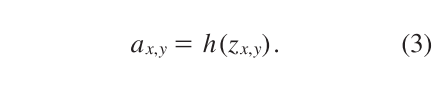 a_{x,y} = h(z_{x,y}). (3)